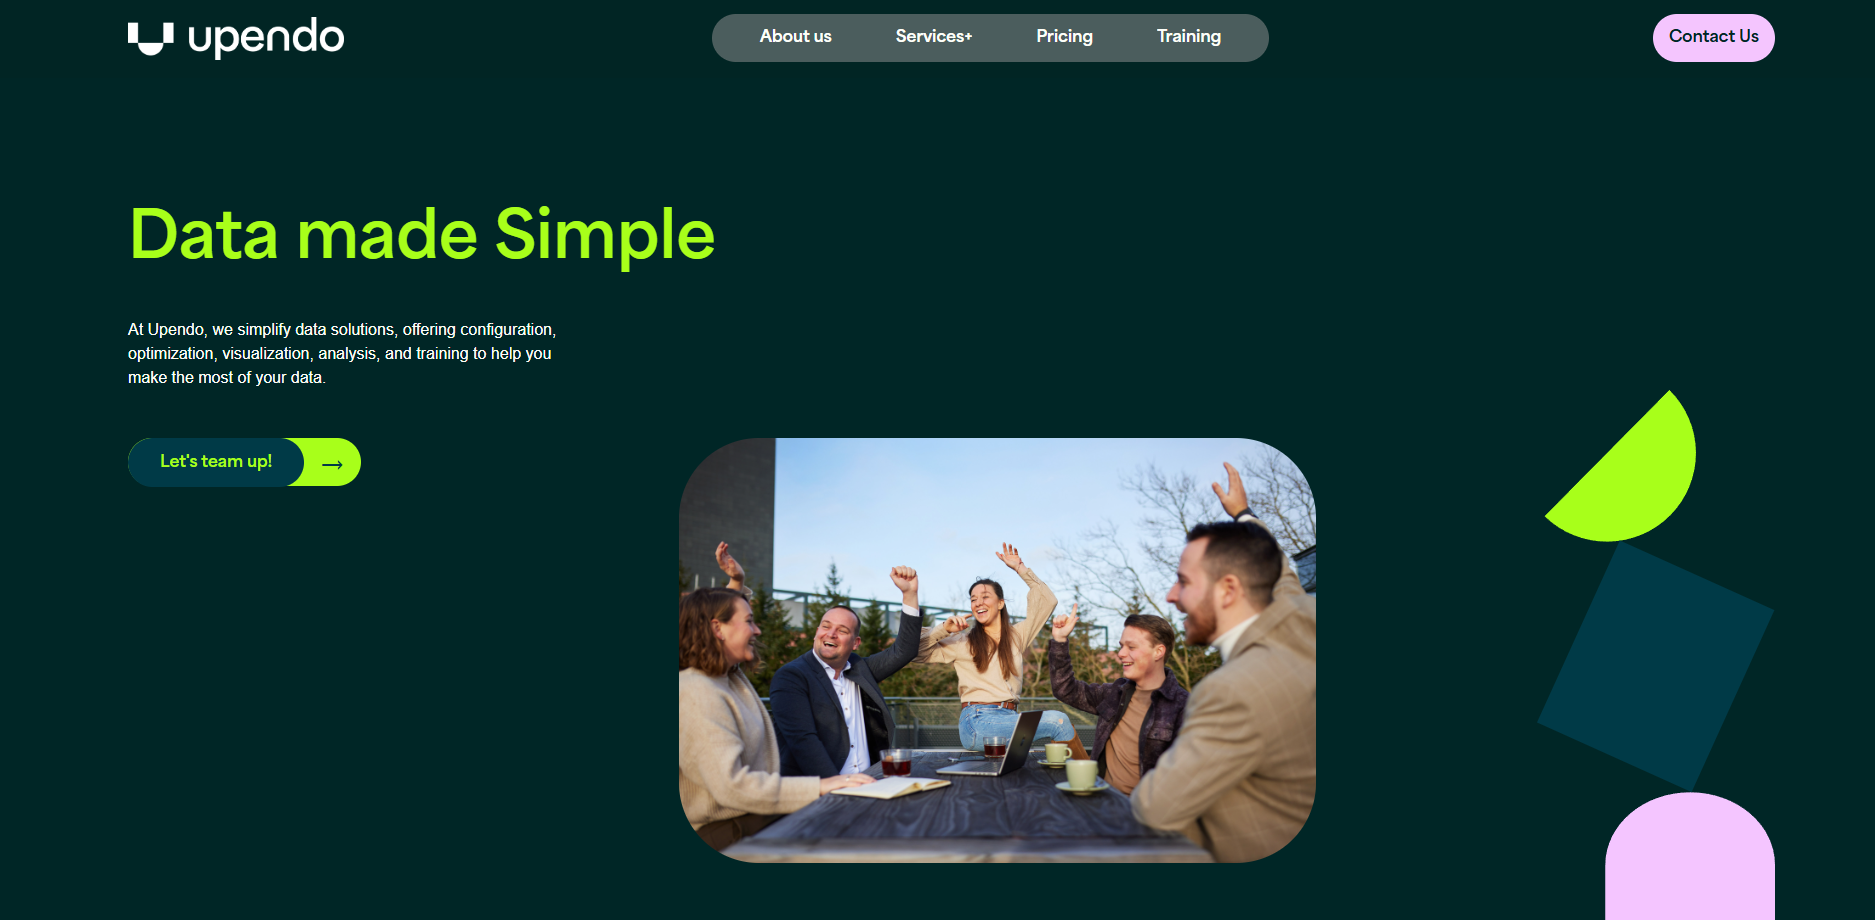 upendo
About us
Services+
Pricing
Training
Contact Us
Data made Simple
At Upendo, we simplify data solutions, offering configuration,
optimization, visualization, analysis, and training to help you
make the most of your data.
Let's team up!